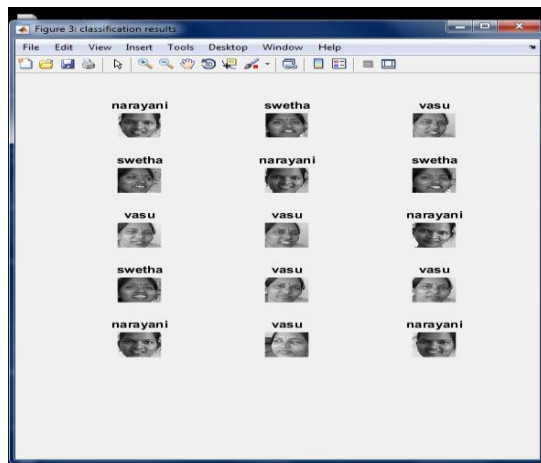 Figure 3: classification results
File Edit View Insert Tools Desktop Window Help
narayani swetha vasu
swetha narayani swetha
vasu vasu narayani
swetha vasu vasu
narayani vasu narayani